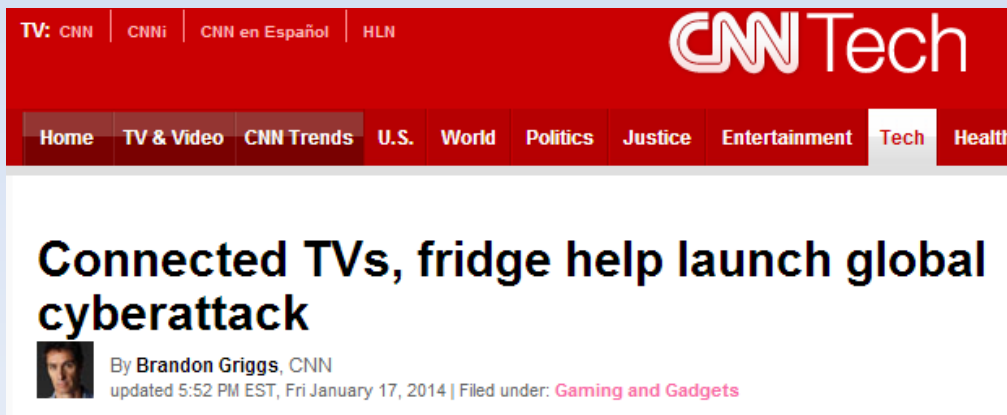 TV: CNN CNNi CNN en Español HLN
CNN Tech
Home TV & Video CNN Trends U.S. World Politics Justice Entertainment Tech Health
Connected TVs, fridge help launch global
cyberattack
By Brandon Griggs, CNN
updated 5:52 PM EST, Fri January 17, 2014 | Filed under: Gaming and Gadgets